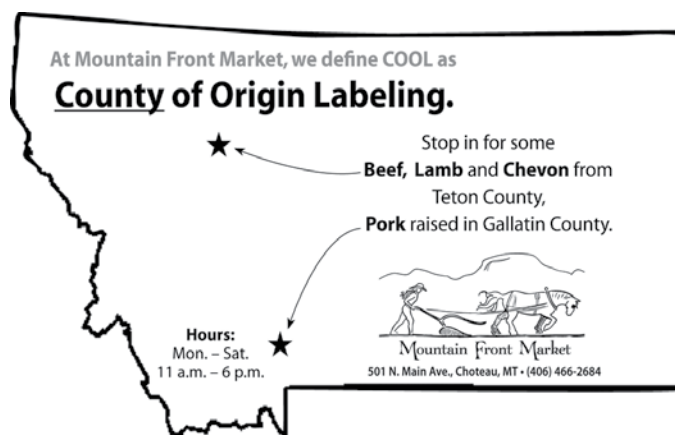 At Mountain Front Market, we define COOL as
County of Origin Labeling.
Stop in for some
Beef, Lamb and Chevon from
Teton County,
Pork raised in Gallatin County.
Hours:
Mon. – Sat.
11 a.m. – 6 p.m.
Mountain Front Market
501 N. Main Ave., Choteau, MT • (406) 466-2684